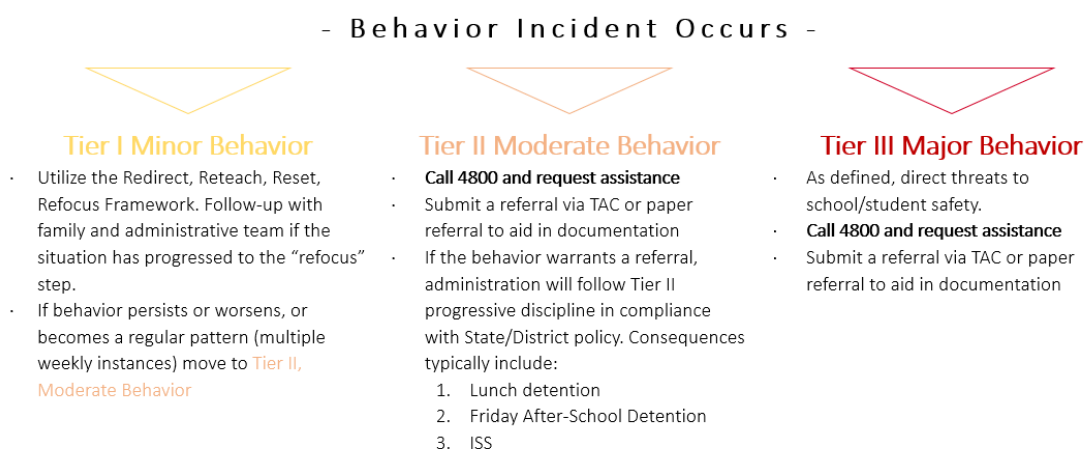 - Behavior Incident Occurs -
Tier I Minor Behavior
· Utilize the Redirect, Reteach, Reset,
Refocus Framework. Follow-up with
family and administrative team if the
situation has progressed to the “refocus”
step.
· If behavior persists or worsens, or
becomes a regular pattern (multiple
weekly instances) move to Tier II,
Moderate Behavior
Tier II Moderate Behavior
· Call 4800 and request assistance
· Submit a referral via TAC or paper
referral to aid in documentation
· If the behavior warrants a referral,
administration will follow Tier II
progressive discipline in compliance
with State/District policy. Consequences
typically include:
1. Lunch detention
2. Friday After-School Detention
3. ISS
Tier III Major Behavior
· As defined, direct threats to
school/student safety.
· Call 4800 and request assistance
· Submit a referral via TAC or paper
referral to aid in documentation